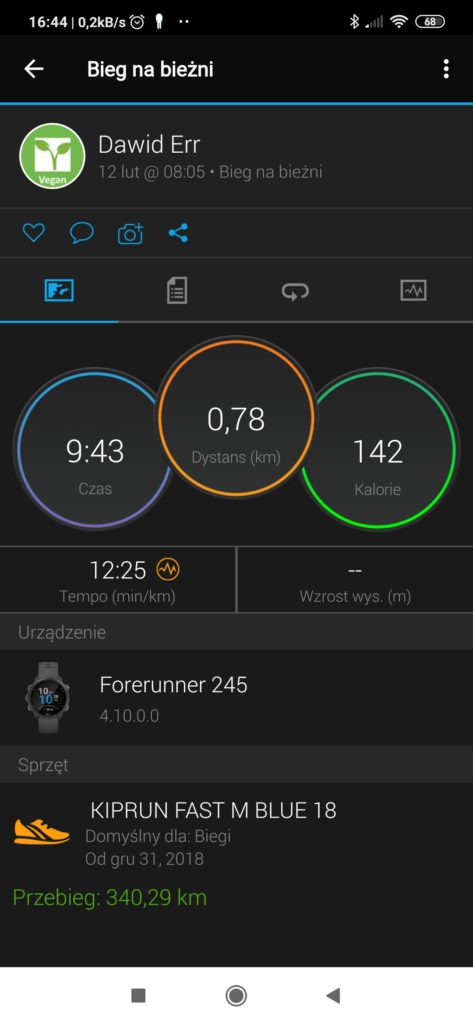 16:44 | 0,2kB/s
68
Bieg na bieżni
Vegan
Dawid Err
12 lut @ 08:05 • Bieg na bieżni
9:43
Czas
0,78
Dystans (km)
142
Kalorie
12:25
Tempo (min/km)
--
Wzrost wys. (m)
Urządzenie
Forerunner 245
4.10.0.0
Sprzęt
KIPRUN FAST M BLUE 18
Domyślny dla: Biegi
Od gru 31, 2018
Przebieg: 340,29 km